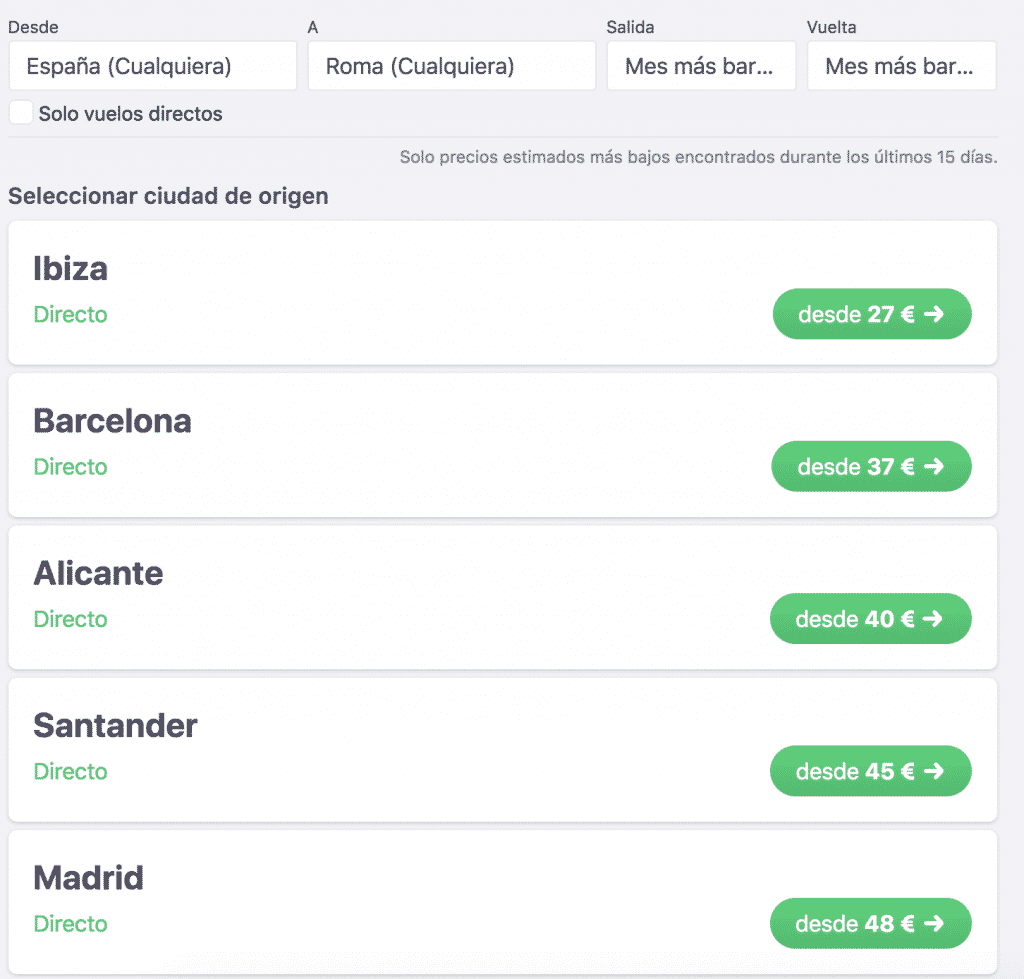 Desde A Salida Vuelta
España (Cualquiera) Roma (Cualquiera) Mes más bar... Mes más bar...
Solo vuelos directos
Solo precios estimados más bajos encontrados durante los últimos 15 días.
Seleccionar ciudad de origen
Ibiza
Directo
desde 27 € →
Barcelona
Directo
desde 37 € →
Alicante
Directo
desde 40 € →
Santander
Directo
desde 45 € →
Madrid
Directo
desde 48 € →